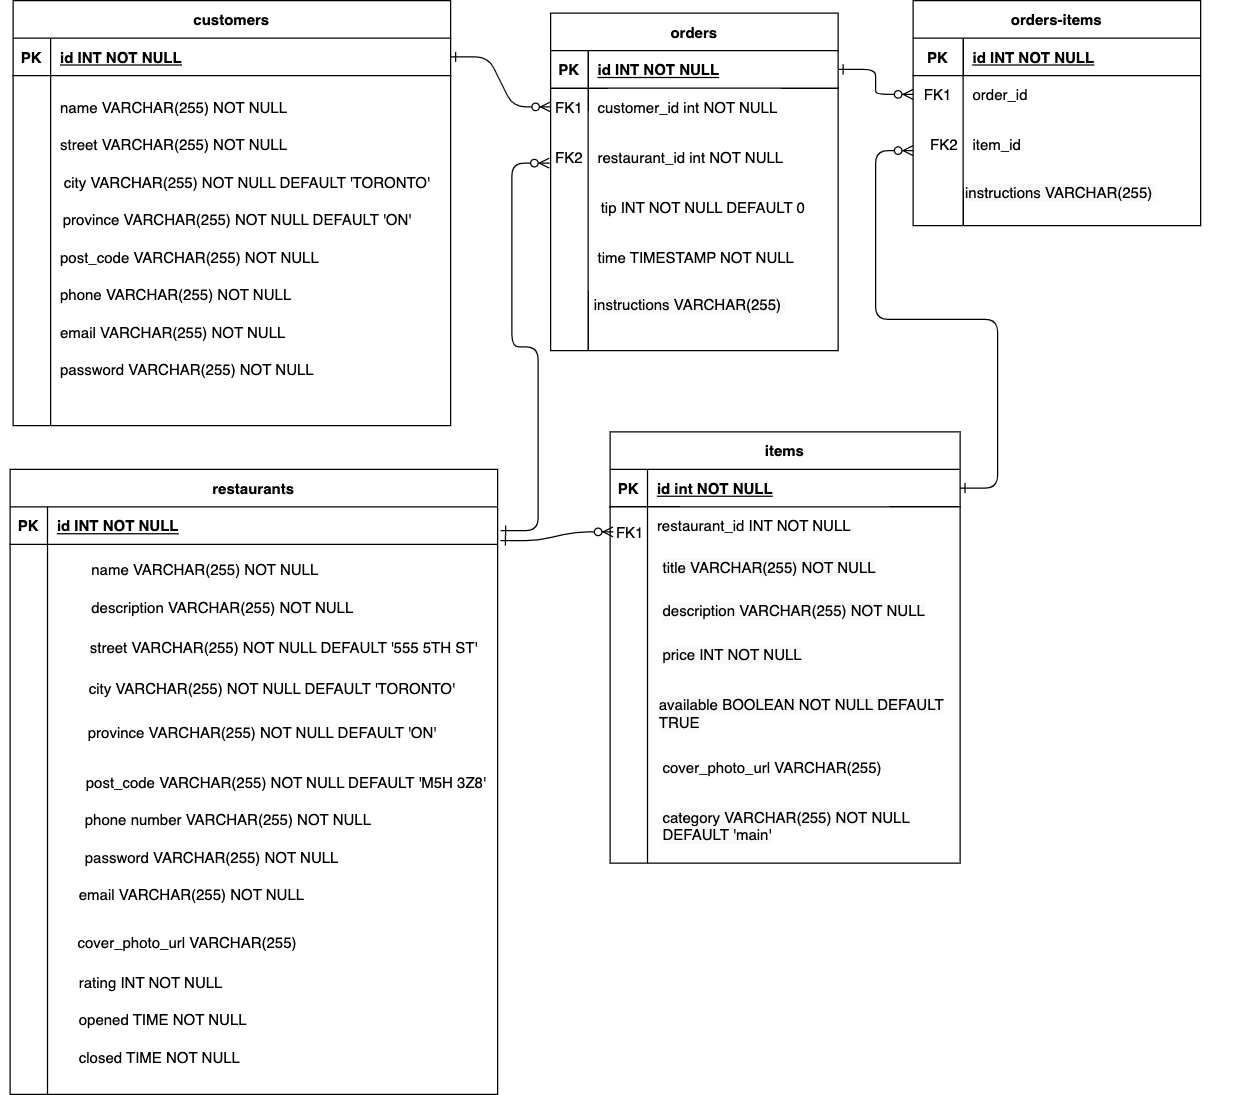 customers
PK id INT NOT NULL
name VARCHAR(255) NOT NULL
street VARCHAR(255) NOT NULL
city VARCHAR(255) NOT NULL DEFAULT 'TORONTO'
province VARCHAR(255) NOT NULL DEFAULT 'ON'
post_code VARCHAR(255) NOT NULL
phone VARCHAR(255) NOT NULL
email VARCHAR(255) NOT NULL
password VARCHAR(255) NOT NULL
orders
PK id INT NOT NULL
FK1 customer_id int NOT NULL
FK2 restaurant_id int NOT NULL
tip INT NOT NULL DEFAULT 0
time TIMESTAMP NOT NULL
instructions VARCHAR(255)
orders-items
PK id INT NOT NULL
FK1 order_id
FK2 item_id
instructions VARCHAR(255)
restaurants
PK id INT NOT NULL
name VARCHAR(255) NOT NULL
description VARCHAR(255) NOT NULL
street VARCHAR(255) NOT NULL DEFAULT '555 5TH ST'
city VARCHAR(255) NOT NULL DEFAULT 'TORONTO'
province VARCHAR(255) NOT NULL DEFAULT 'ON'
post_code VARCHAR(255) NOT NULL DEFAULT 'M5H 3Z8'
phone number VARCHAR(255) NOT NULL
password VARCHAR(255) NOT NULL
email VARCHAR(255) NOT NULL
cover_photo_url VARCHAR(255)
rating INT NOT NULL
opened TIME NOT NULL
closed TIME NOT NULL
items
PK id int NOT NULL
FK1 restaurant_id INT NOT NULL
title VARCHAR(255) NOT NULL
description VARCHAR(255) NOT NULL
price INT NOT NULL
available BOOLEAN NOT NULL DEFAULT
TRUE
cover_photo_url VARCHAR(255)
category VARCHAR(255) NOT NULL
DEFAULT 'main'